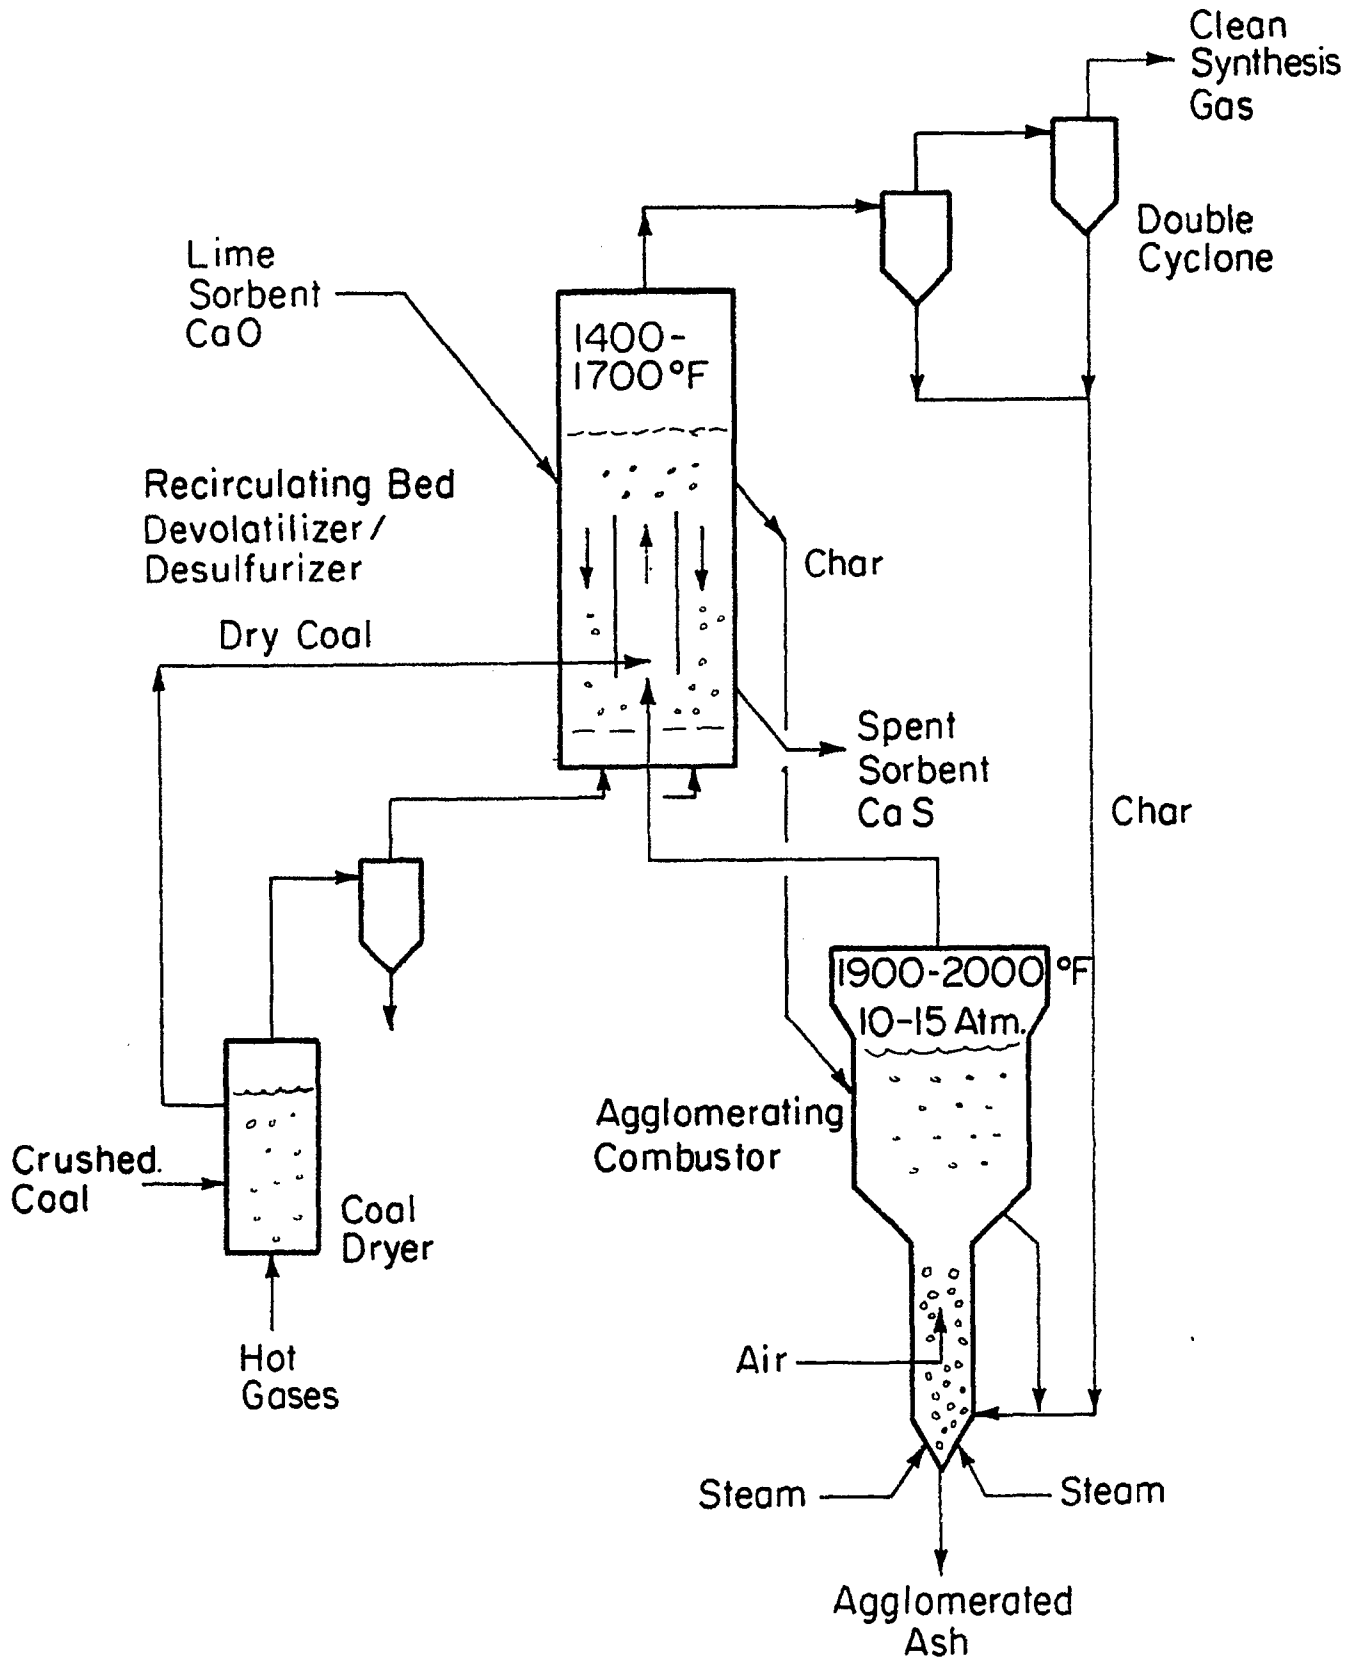 Clean
Synthesis
Gas
Double
Cyclone
Lime
Sorbent
CaO
1400-
1700°F
Recirculating Bed
Devolatilizer/
Desulfurizer
Char
Dry Coal
Spent
Sorbent
CaS
Char
1900-2000°F
10-15 Atm.
Agglomerating
Combustor
Crushed.
Coal
Coal
Dryer
Hot
Gases
Air
Steam
Steam
Agglomerated
Ash